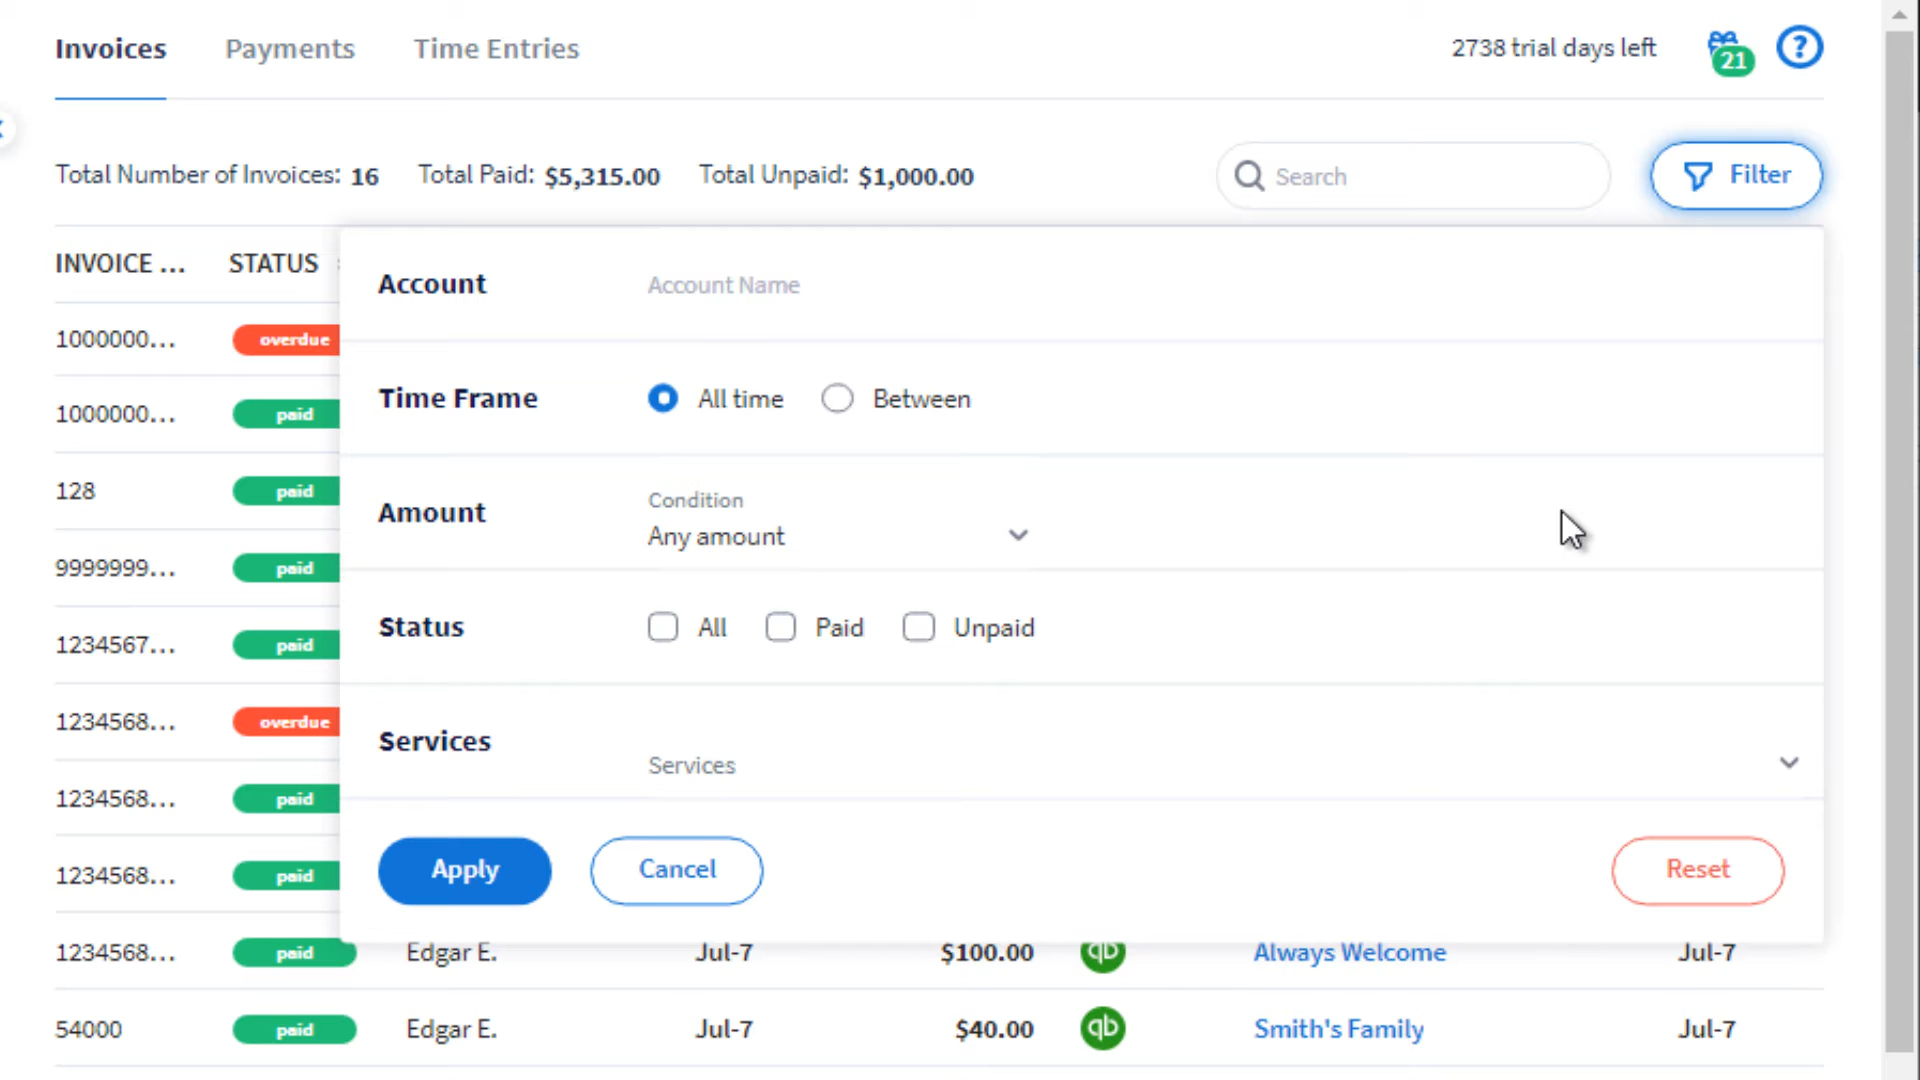 Invoices Payments Time Entries 2738 trial days left 21 ?
Total Number of Invoices: 16 Total Paid: $5,315.00 Total Unpaid: $1,000.00 Search Filter
INVOICE ... STATUS
Account Account Name
1000000... overdue
Time Frame All time Between
1000000... paid
128 paid
Amount Condition
Any amount
9999999... paid
Status All Paid Unpaid
1234567... paid
1234568... overdue
Services Services
1234568... paid
1234568... paid
Apply Cancel Reset
1234568... paid Edgar E. Jul-7 $100.00 qb Always Welcome Jul-7
54000 paid Edgar E. Jul-7 $40.00 qb Smith's Family Jul-7